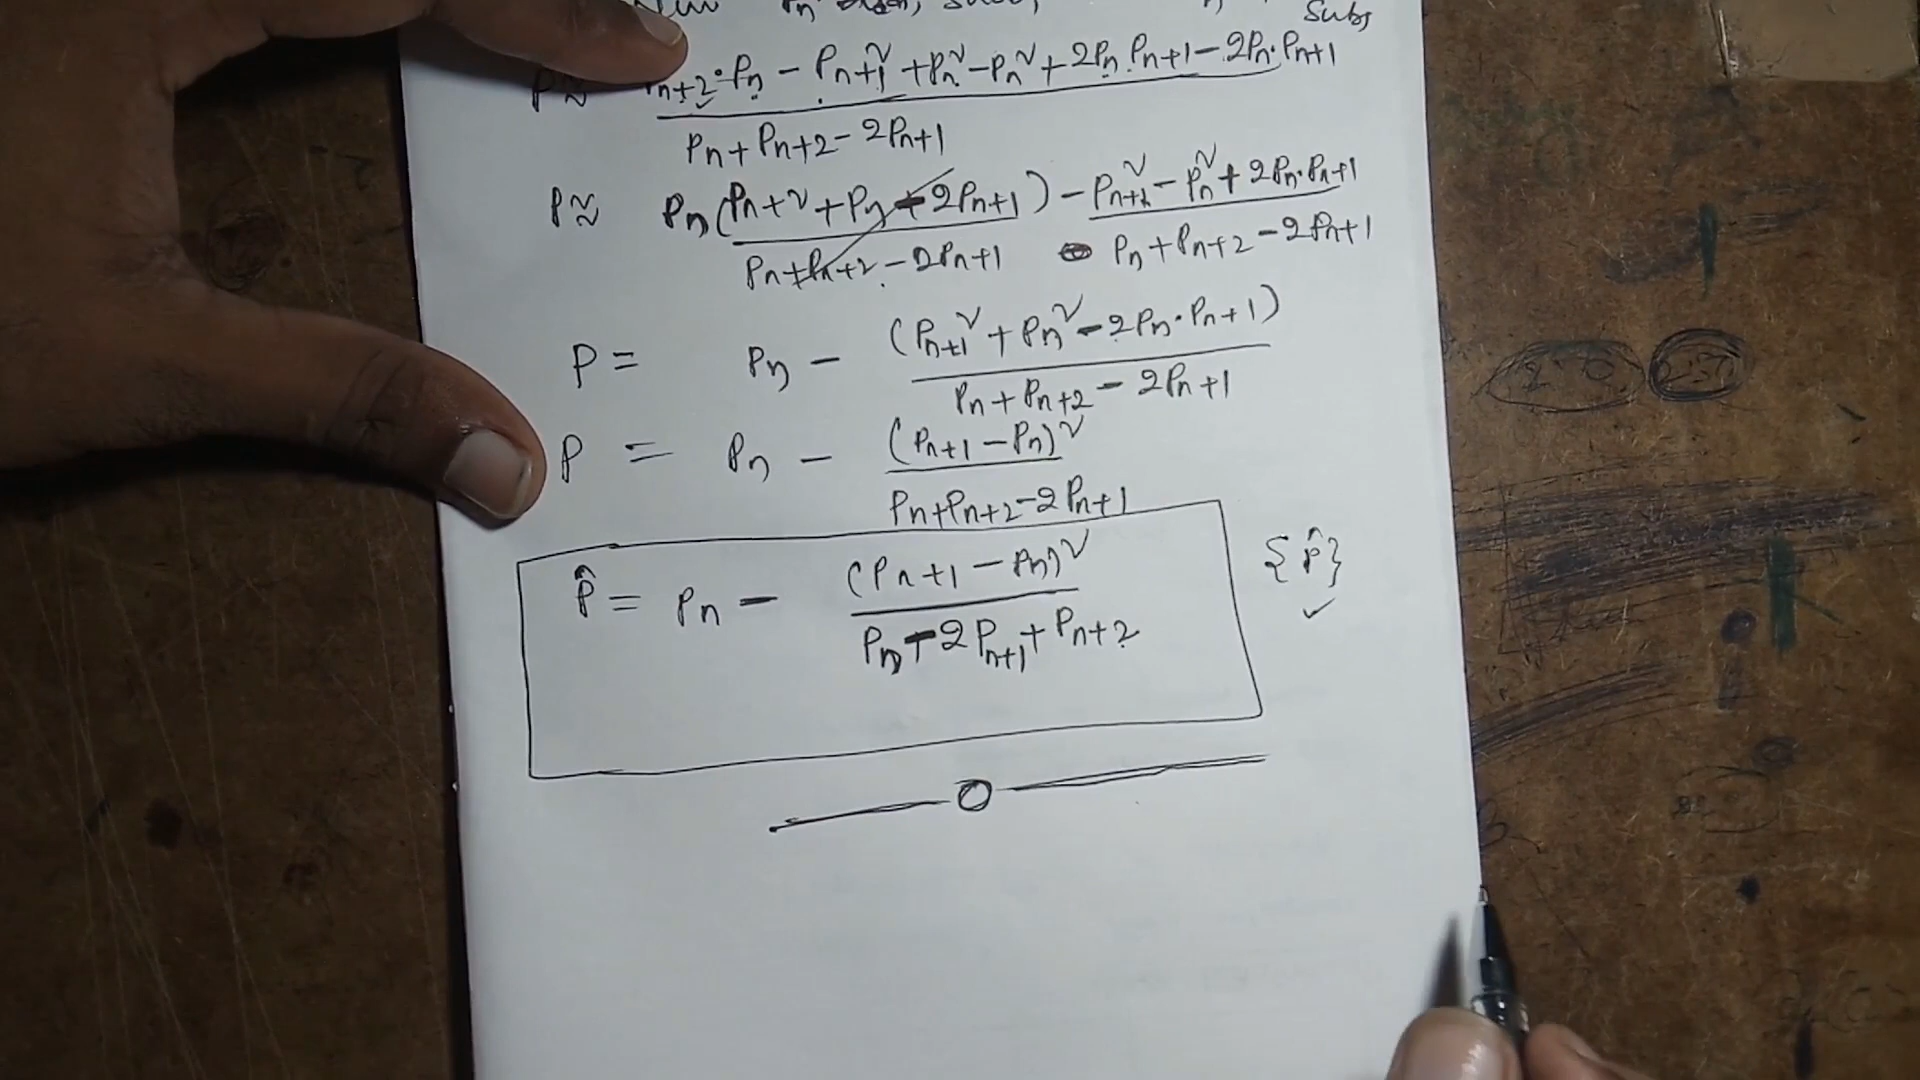 Pn
Subs
P≈ n+2·Pn - Pn+1² + Pn² - Pn² + 2Pn·Pn+1 - 2Pn·Pn+1
Pn + Pn+2 - 2Pn+1
P≈ Pn(Pn+2 + Pn - 2Pn+1) - Pn+1² - Pn² + 2Pn·Pn+1
Pn+Pn+2 - 2Pn+1 Pn + Pn+2 - 2Pn+1
P = Pn - (Pn+1² + Pn² - 2Pn·Pn+1)
Pn + Pn+2 - 2Pn+1
P = Pn - (Pn+1 - Pn)²
Pn+Pn+2-2Pn+1
P̂ = Pn - (Pn+1 - Pn)² {P̂}
Pn - 2Pn+1 + Pn+2